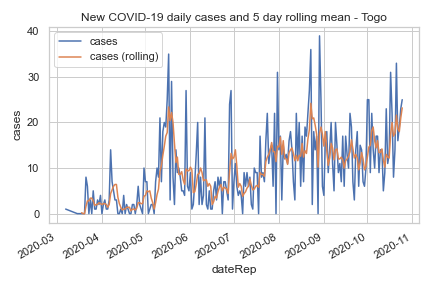 New COVID-19 daily cases and 5 day rolling mean - Togo
cases
cases (rolling)
40
30
20
10
0
cases
2020-03
2020-04
2020-05
2020-06
2020-07
2020-08
2020-09
2020-10
2020-11
dateRep